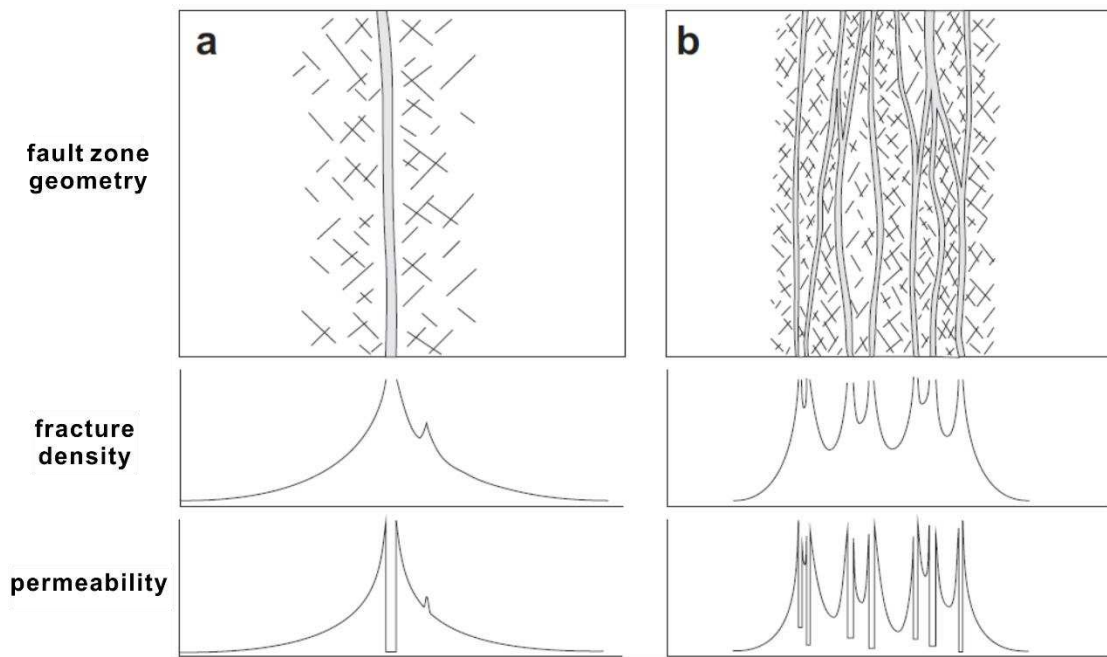 a
b
fault zone
geometry
fracture
density
permeability